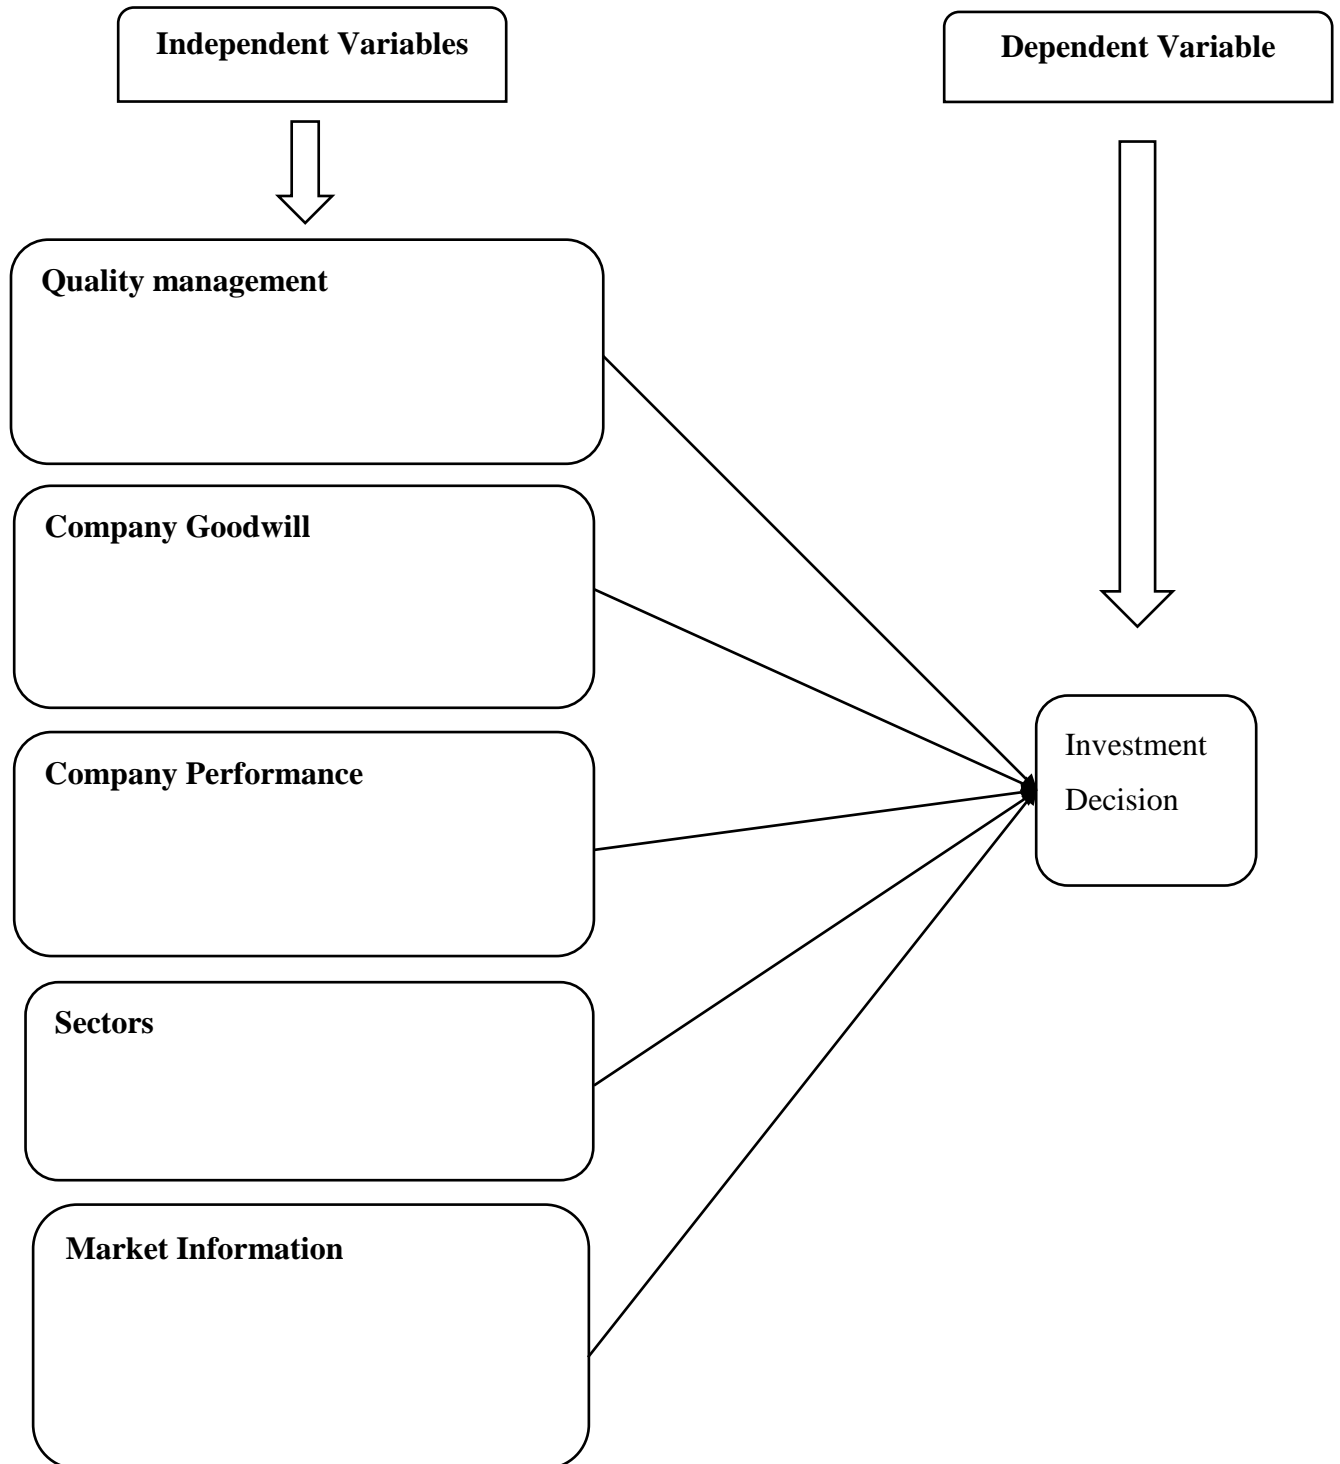 Independent Variables
Dependent Variable
Quality management
Company Goodwill
Company Performance
Investment
Decision
Sectors
Market Information